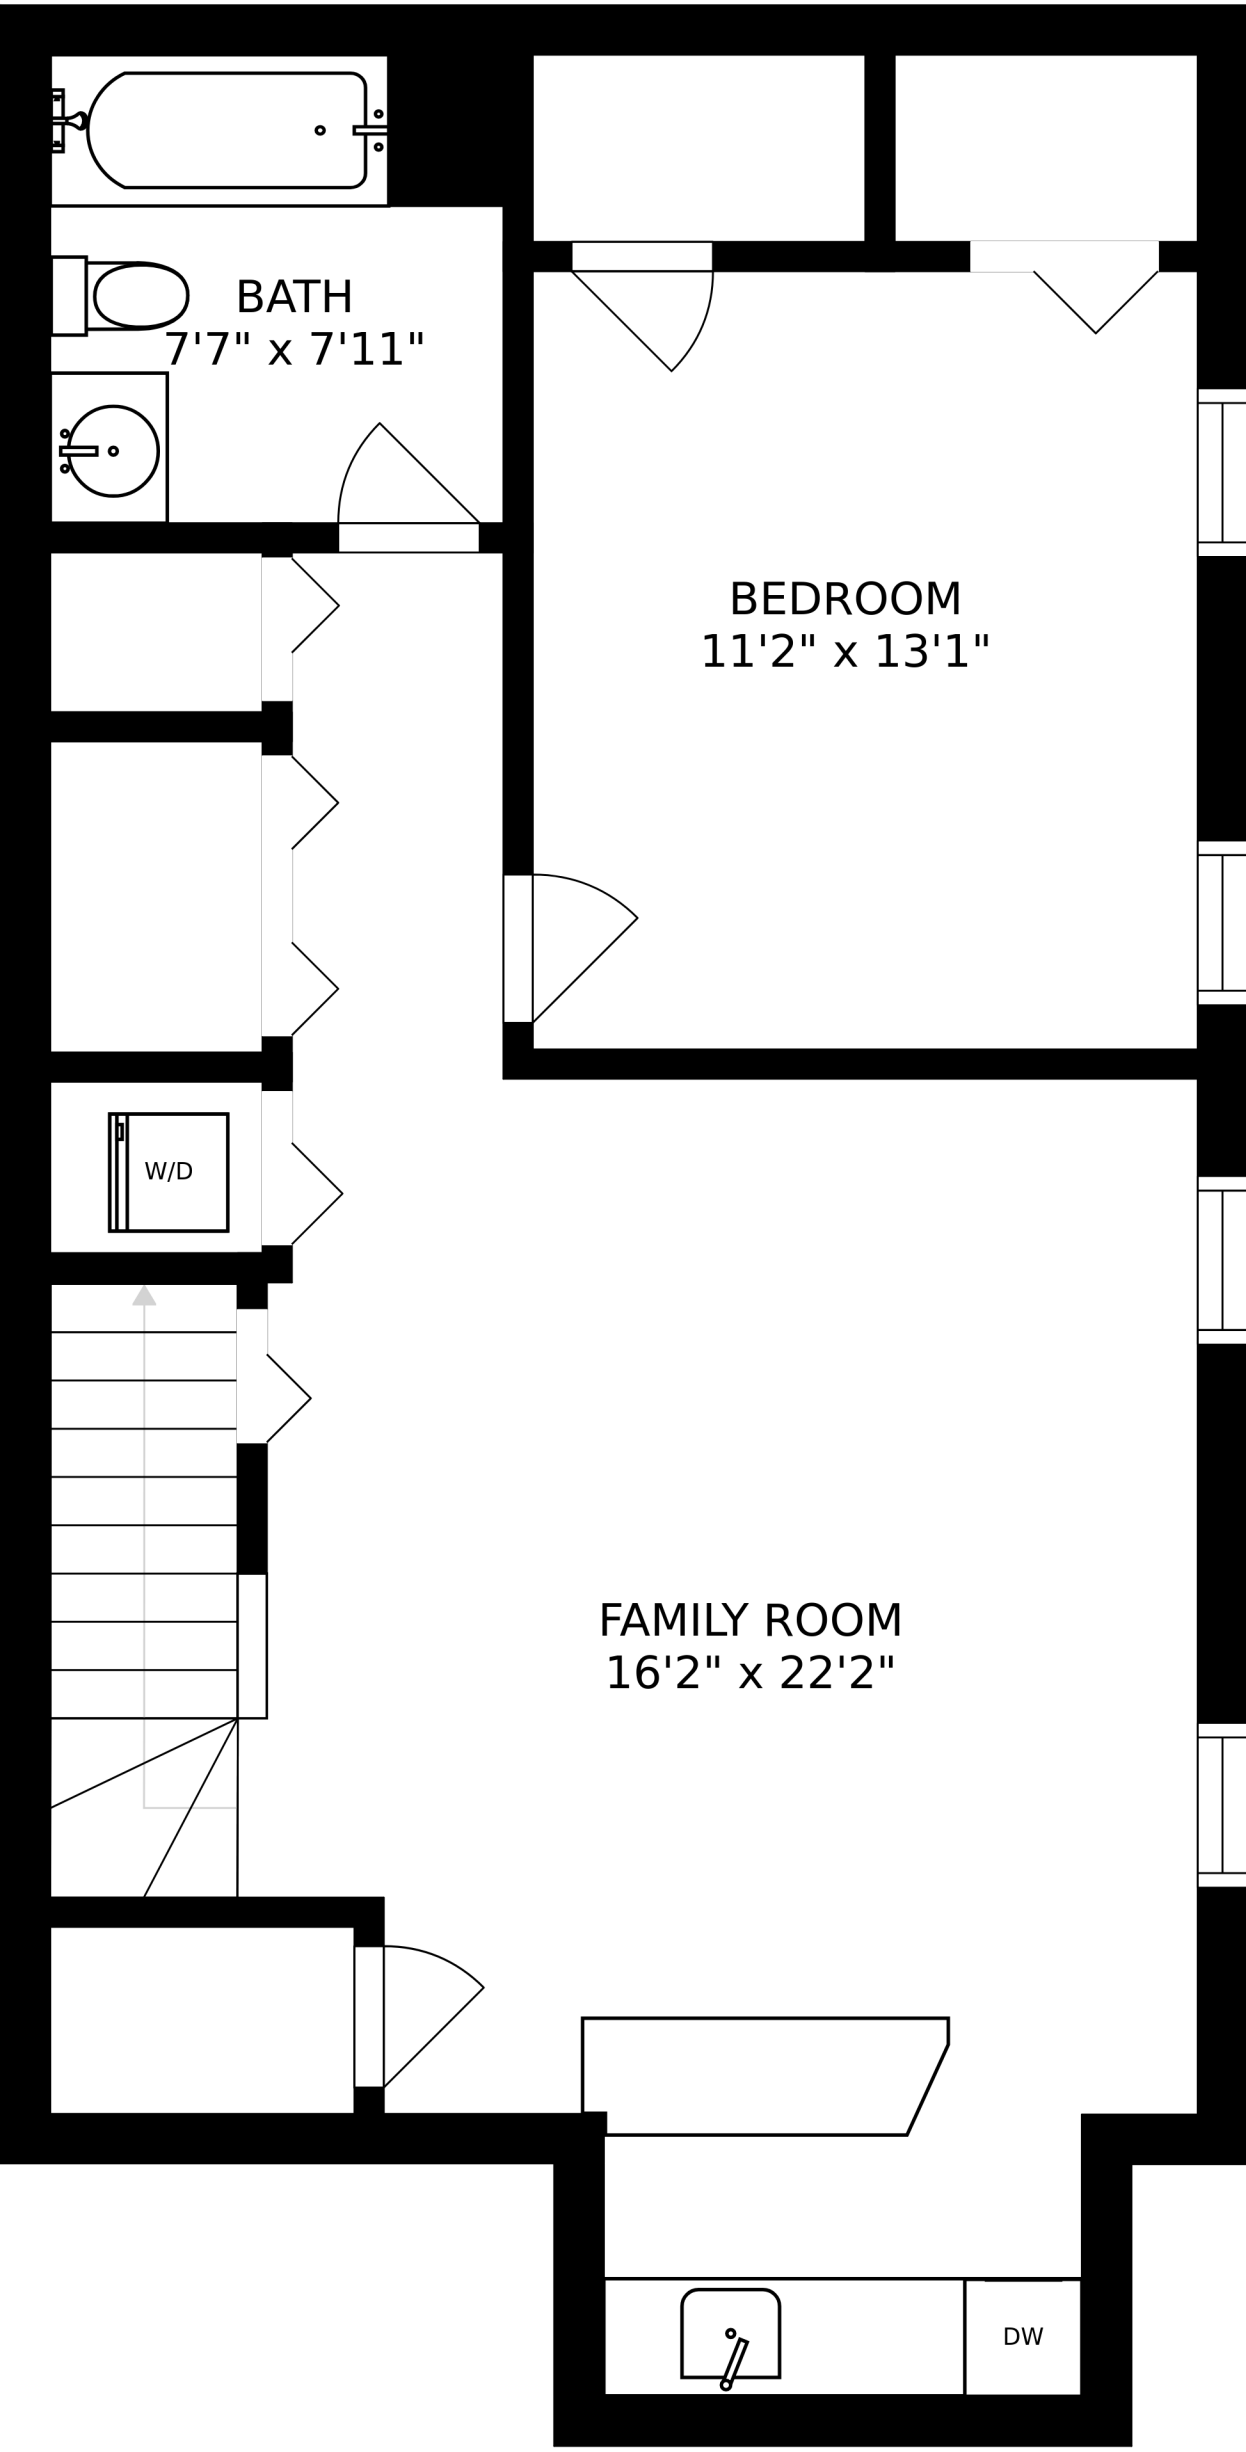 BATH
7'7" x 7'11"
BEDROOM
11'2" x 13'1"
W/D
FAMILY ROOM
16'2" x 22'2"
DW